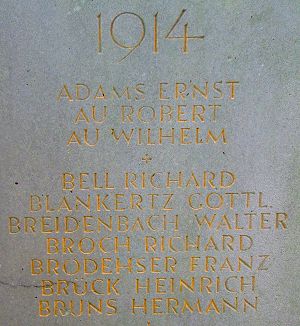 1914
ADAMS ERNST
AU ROBERT
AU WILHELM
BELL RICHARD
BLANKERTZ GOTTL.
BREIDENBACH WALTER
BROCH RICHARD
BRODEHSER FRANZ
BRÜCK HEINRICH
BRUNS HERMANN